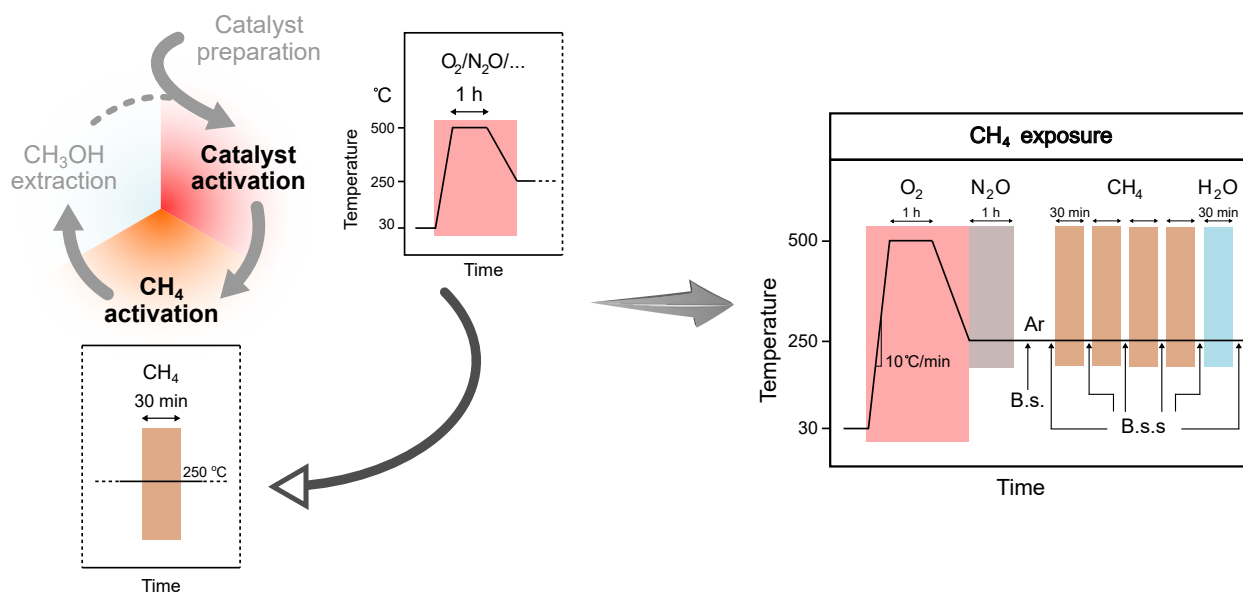 Catalyst
preparation
CH₃OH
extraction
Catalyst
activation
CH₄
activation
O₂/N₂O/...
°C
1 h
500
250
30
Temperature
Time
CH₄
30 min
250 °C
Time
CH₄ exposure
O₂
N₂O
CH₄
H₂O
1 h
1 h
30 min
30 min
500
250
30
Temperature
Ar
10℃/min
B.s.
B.s.s
Time